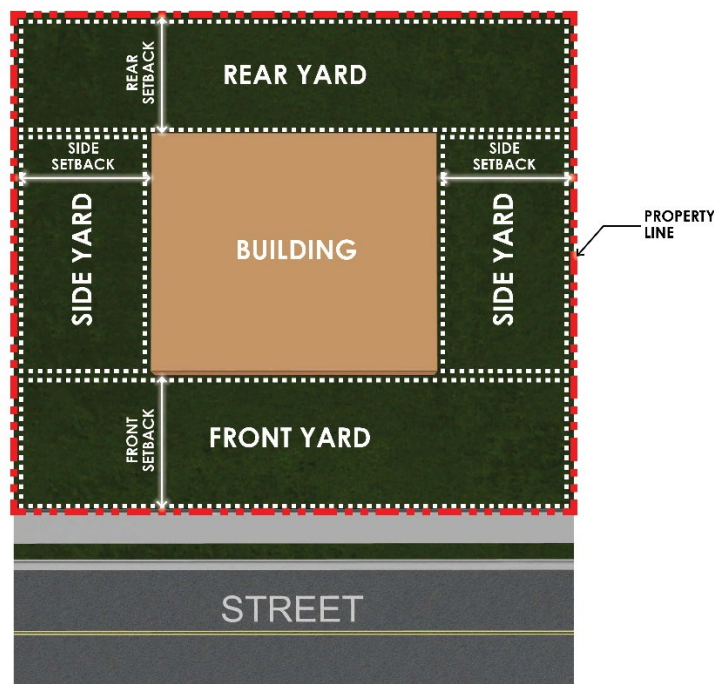 REAR
SETBACK
REAR YARD
SIDE
SETBACK
SIDE
SETBACK
SIDE YARD
BUILDING
SIDE YARD
PROPERTY
LINE
FRONT
SETBACK
FRONT YARD
STREET